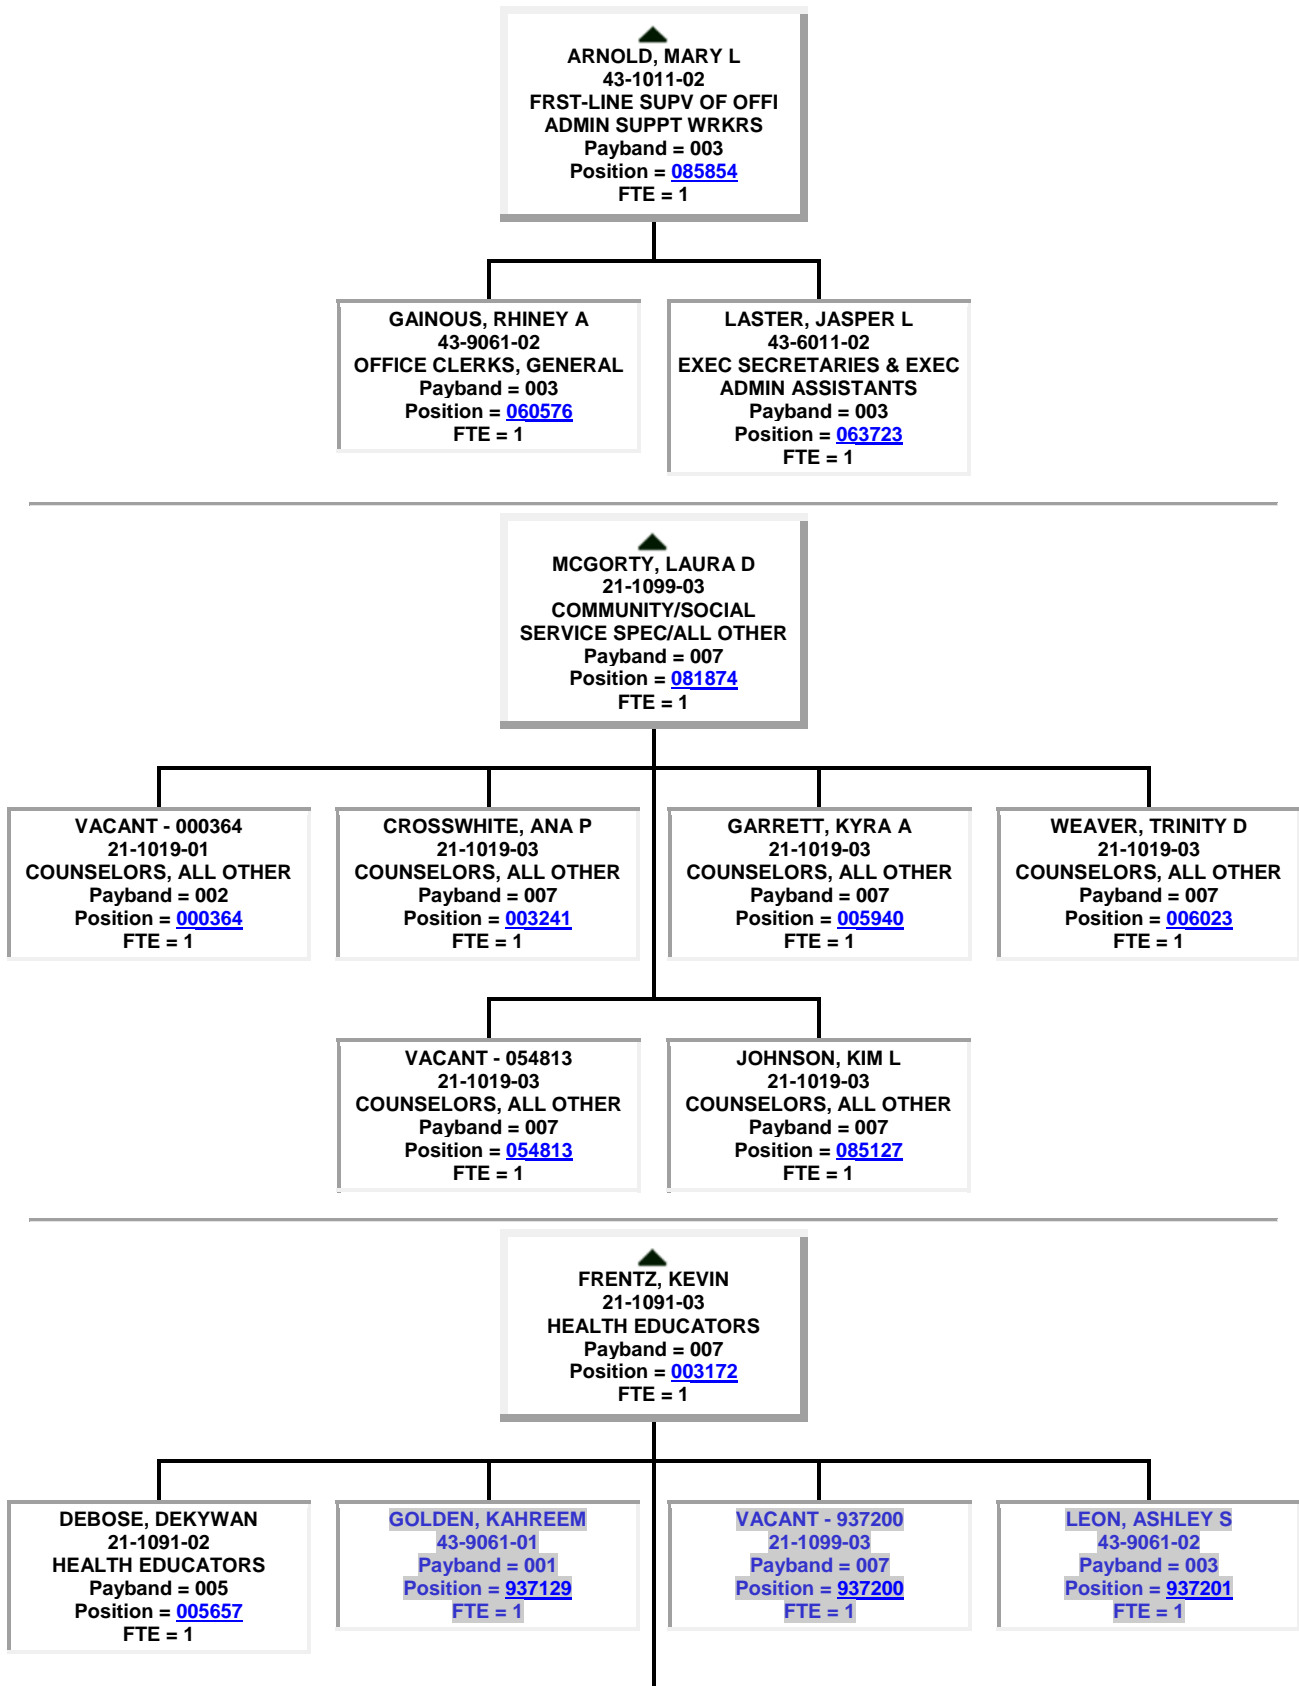 ARNOLD, MARY L
43-1011-02
FRST-LINE SUPV OF OFFI
ADMIN SUPPT WRKRS
Payband = 003
Position = 085854
FTE = 1
GAINOUS, RHINEY A
43-9061-02
OFFICE CLERKS, GENERAL
Payband = 003
Position = 060576
FTE = 1
LASTER, JASPER L
43-6011-02
EXEC SECRETARIES & EXEC
ADMIN ASSISTANTS
Payband = 003
Position = 063723
FTE = 1
MCGORTY, LAURA D
21-1099-03
COMMUNITY/SOCIAL
SERVICE SPEC/ALL OTHER
Payband = 007
Position = 081874
FTE = 1
VACANT - 000364
21-1019-01
COUNSELORS, ALL OTHER
Payband = 002
Position = 000364
FTE = 1
CROSSWHITE, ANA P
21-1019-03
COUNSELORS, ALL OTHER
Payband = 007
Position = 003241
FTE = 1
GARRETT, KYRA A
21-1019-03
COUNSELORS, ALL OTHER
Payband = 007
Position = 005940
FTE = 1
WEAVER, TRINITY D
21-1019-03
COUNSELORS, ALL OTHER
Payband = 007
Position = 006023
FTE = 1
VACANT - 054813
21-1019-03
COUNSELORS, ALL OTHER
Payband = 007
Position = 054813
FTE = 1
JOHNSON, KIM L
21-1019-03
COUNSELORS, ALL OTHER
Payband = 007
Position = 085127
FTE = 1
FRENTZ, KEVIN
21-1091-03
HEALTH EDUCATORS
Payband = 007
Position = 003172
FTE = 1
DEBOSE, DEKYWAN
21-1091-02
HEALTH EDUCATORS
Payband = 005
Position = 005657
FTE = 1
GOLDEN, KAHREEM
43-9061-01
Payband = 001
Position = 937129
FTE = 1
VACANT - 937200
21-1099-03
Payband = 007
Position = 937200
FTE = 1
LEON, ASHLEY S
43-9061-02
Payband = 003
Position = 937201
FTE = 1